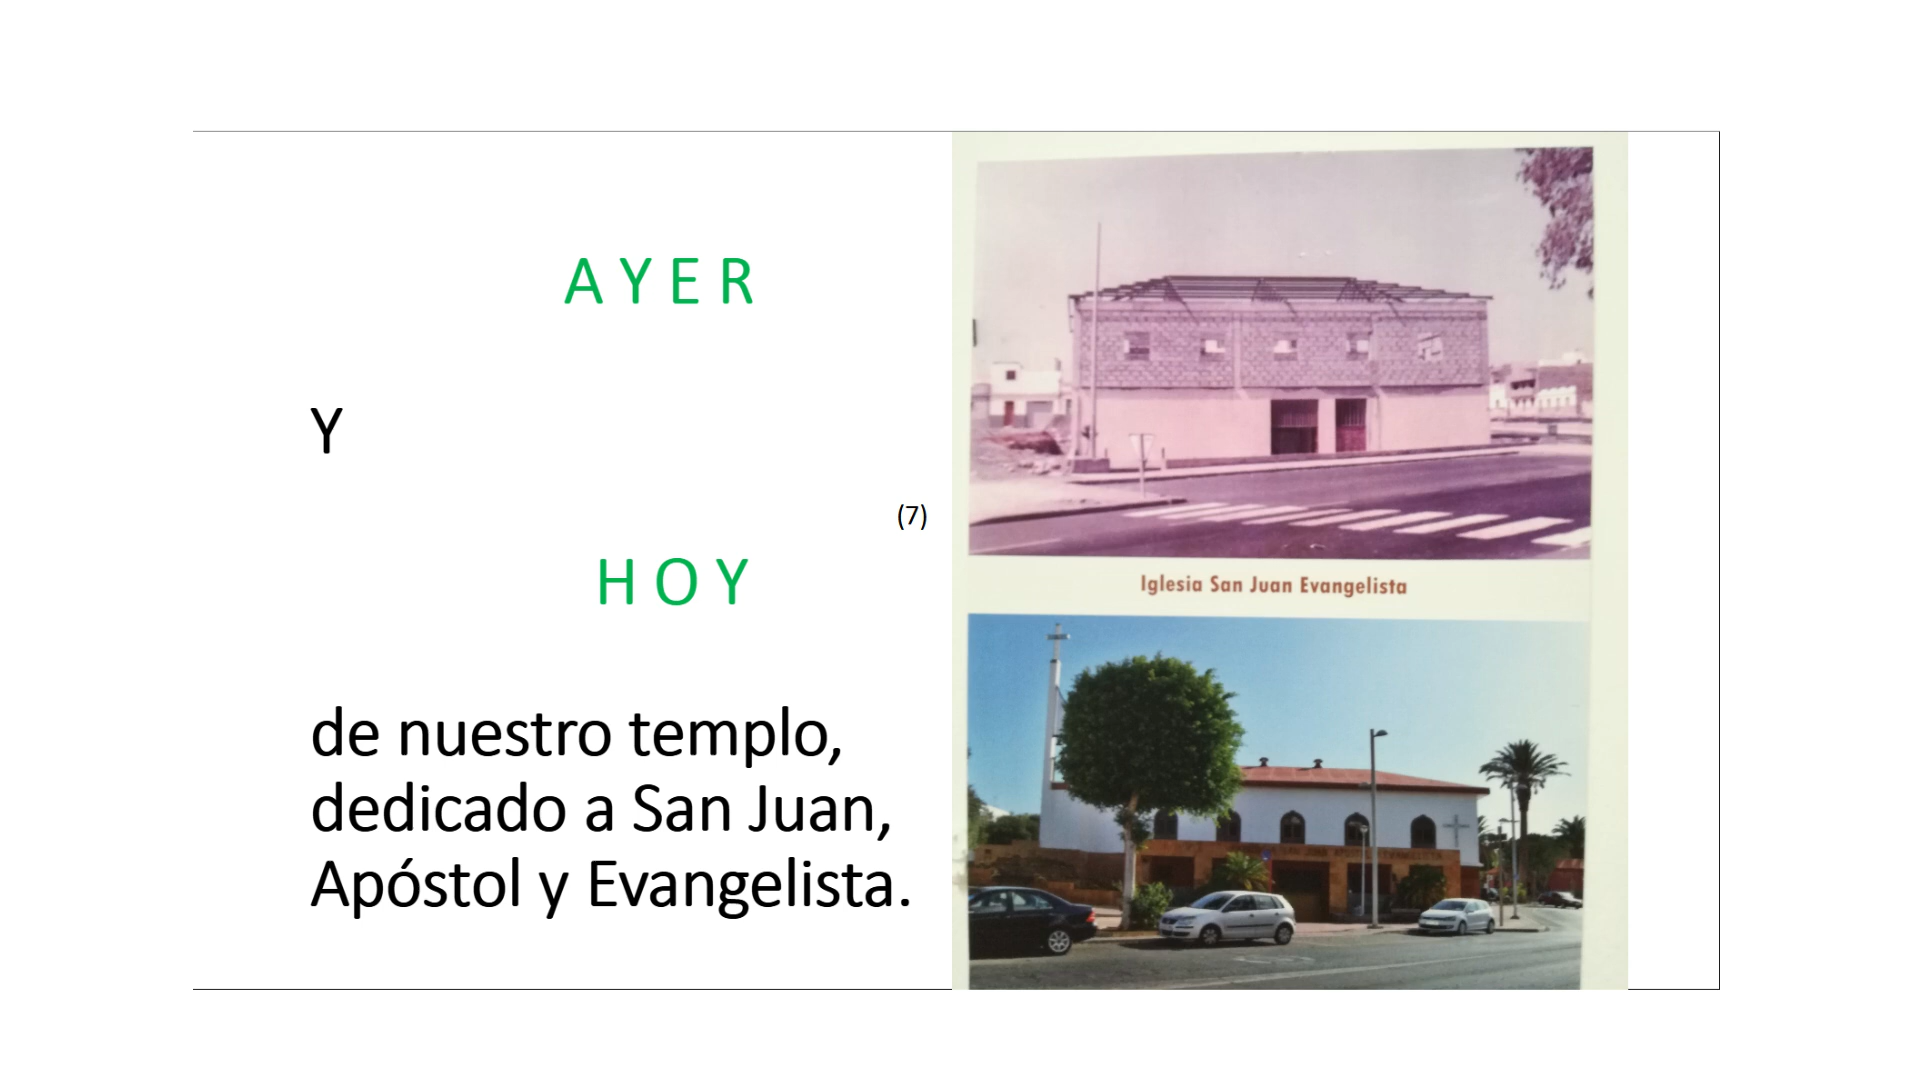 A Y E R
Y
(7)
H O Y
de nuestro templo,
dedicado a San Juan,
Apóstol y Evangelista.
Iglesia San Juan Evangelista